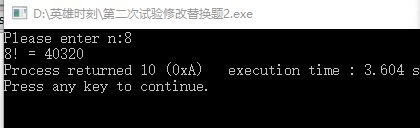 D:\英雄时刻\第二次试验修改替换题2.exe
Please enter n:8
8! = 40320
Process returned 10 (0xA)   execution time : 3.604 s
Press any key to continue.